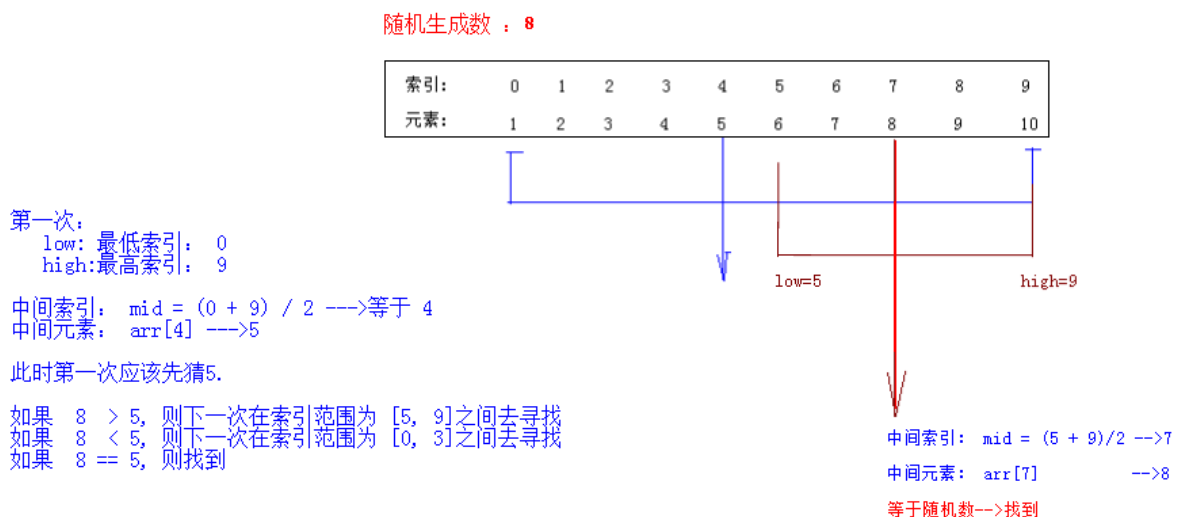 随机生成数 : 8
索引: 0 1 2 3 4 5 6 7 8 9
元素: 1 2 3 4 5 6 7 8 9 10
第一次:
low: 最低索引: 0
high:最高索引: 9
中间索引: mid = (0 + 9) / 2 --->等于 4
中间元素: arr[4] --->5
此时第一次应该先猜5.
如果 8 > 5, 则下一次在索引范围为 [5, 9]之间去寻找
如果 8 < 5, 则下一次在索引范围为 [0, 3]之间去寻找
如果 8 == 5, 则找到
low=5 high=9
中间索引: mid = (5 + 9)/2 -->7
中间元素: arr[7] -->8
等于随机数-->找到